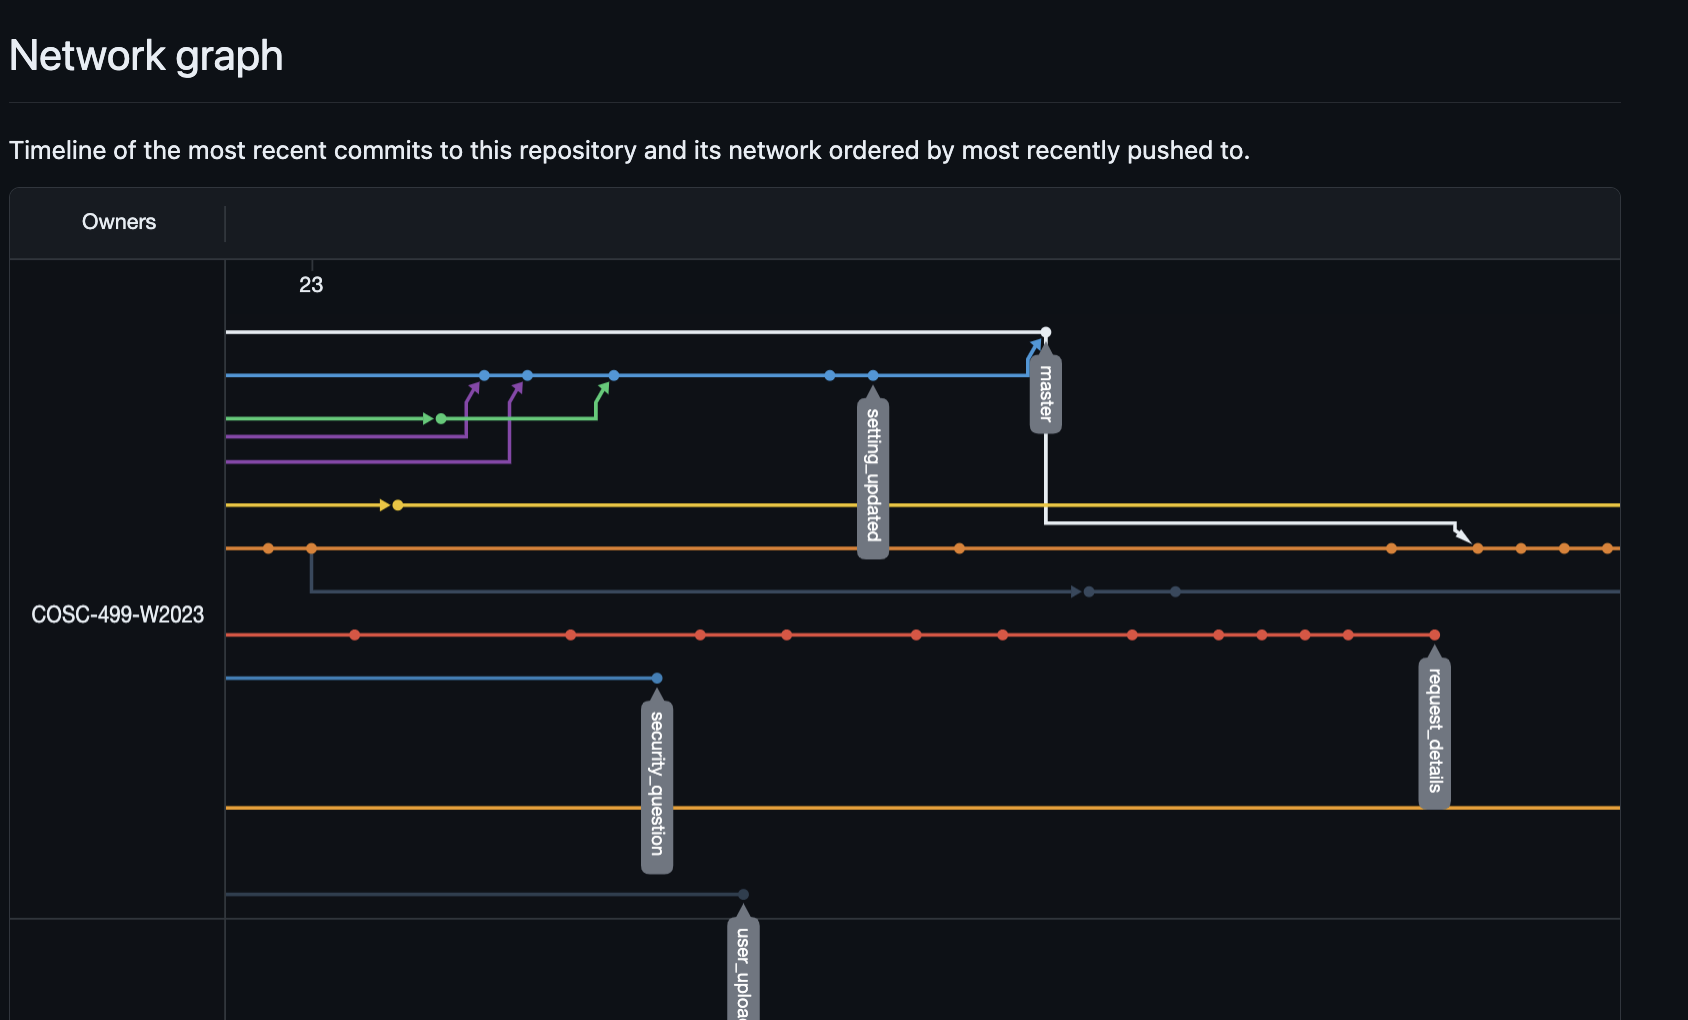 Network graph
Timeline of the most recent commits to this repository and its network ordered by most recently pushed to.
Owners
23
master
setting_updated
COSC-499-W2023
request_details
security_question
user_uploa